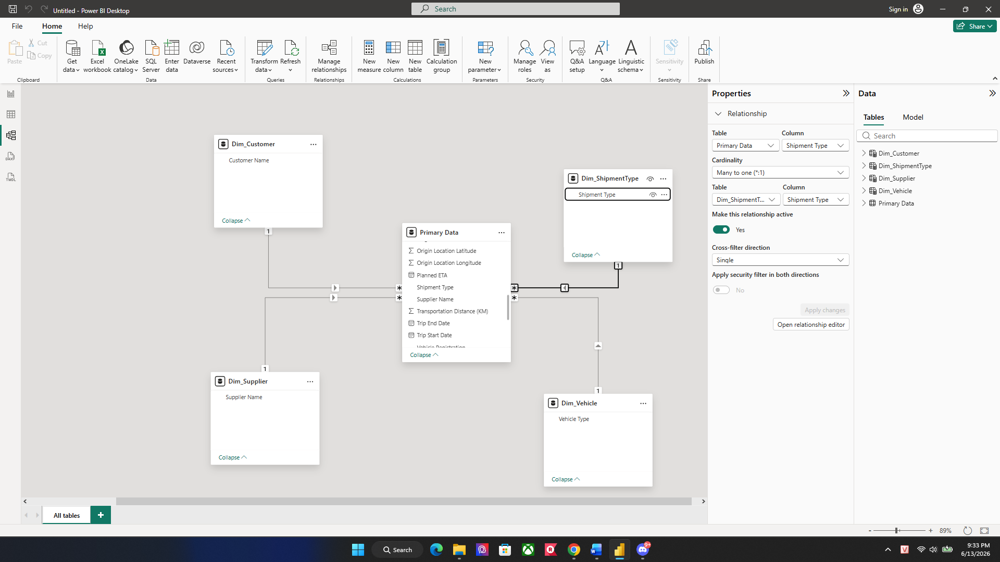 Untitled - Power BI Desktop
Search
Sign in
File
Home
Help
Share
Paste
Cut
Copy
Get data
Excel workbook
OneLake catalog
SQL Server
Enter data
Dataverse
Recent sources
Transform data
Refresh
Manage relationships
New measure
New column
New table
Calculation group
New parameter
Manage roles
View as
Q&A setup
Language
Linguistic schema
Sensitivity
Publish
Clipboard
Data
Queries
Relationships
Calculations
Parameters
Security
Q&A
Sensitivity
Share
DAX
TMDL
Dim_Customer
Customer Name
Collapse
1
Dim_ShipmentType
Shipment Type
Collapse
1
Primary Data
Origin Location Latitude
Origin Location Longitude
Planned ETA
Shipment Type
Supplier Name
Transportation Distance (KM)
Trip End Date
Trip Start Date
Vehicle Registration
Collapse
*
*
*
*
1
Dim_Supplier
Supplier Name
Collapse
1
Dim_Vehicle
Vehicle Type
Collapse
Properties
Relationship
Table
Column
Primary Data
Shipment Type
Cardinality
Many to one (*:1)
Table
Column
Dim_ShipmentT...
Shipment Type
Make this relationship active
Yes
Cross-filter direction
Single
Apply security filter in both directions
No
Apply changes
Open relationship editor
Data
Tables
Model
Search
Dim_Customer
Dim_ShipmentType
Dim_Supplier
Dim_Vehicle
Primary Data
All tables
+
- + 89%
Search
9+
V
9:33 PM
6/13/2026